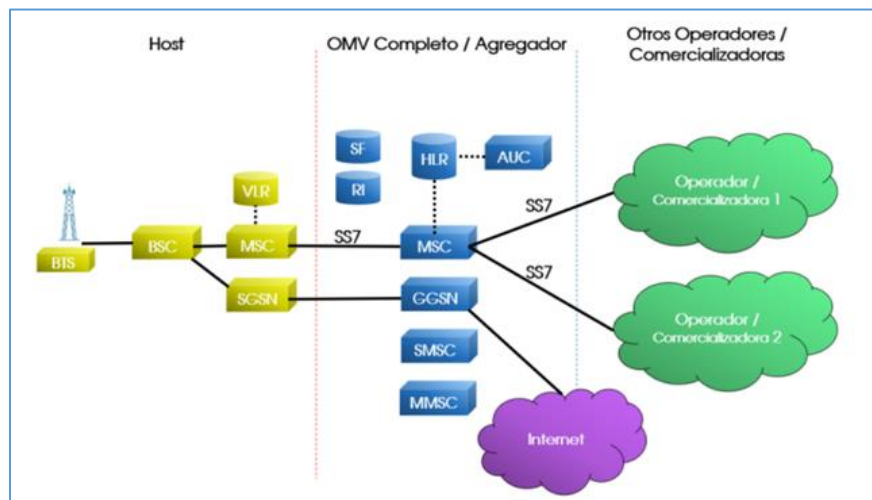 Host
OMV Completo / Agregador
Otros Operadores /
Comercializadoras
SF
HLR
AUC
RI
VLR
SS7
Operador /
Comercializadora 1
BTS
BSC
MSC
SS7
MSC
SS7
SGSN
GGSN
Operador /
Comercializadora 2
SMSC
MMSC
Internet